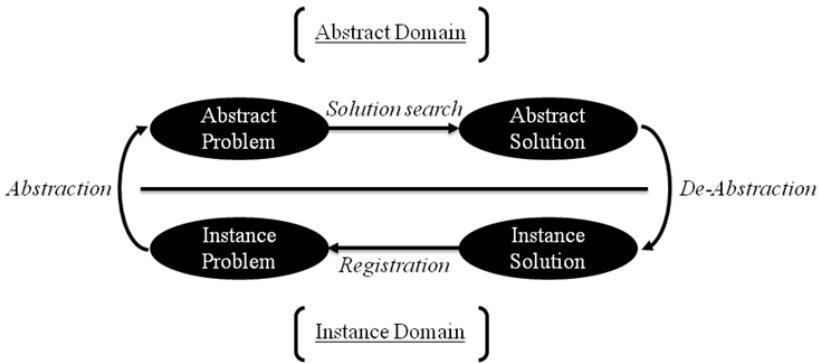 Abstract Domain
Abstract
Problem
Solution search
Abstract
Solution
Abstraction
De-Abstraction
Instance
Problem
Registration
Instance
Solution
Instance Domain